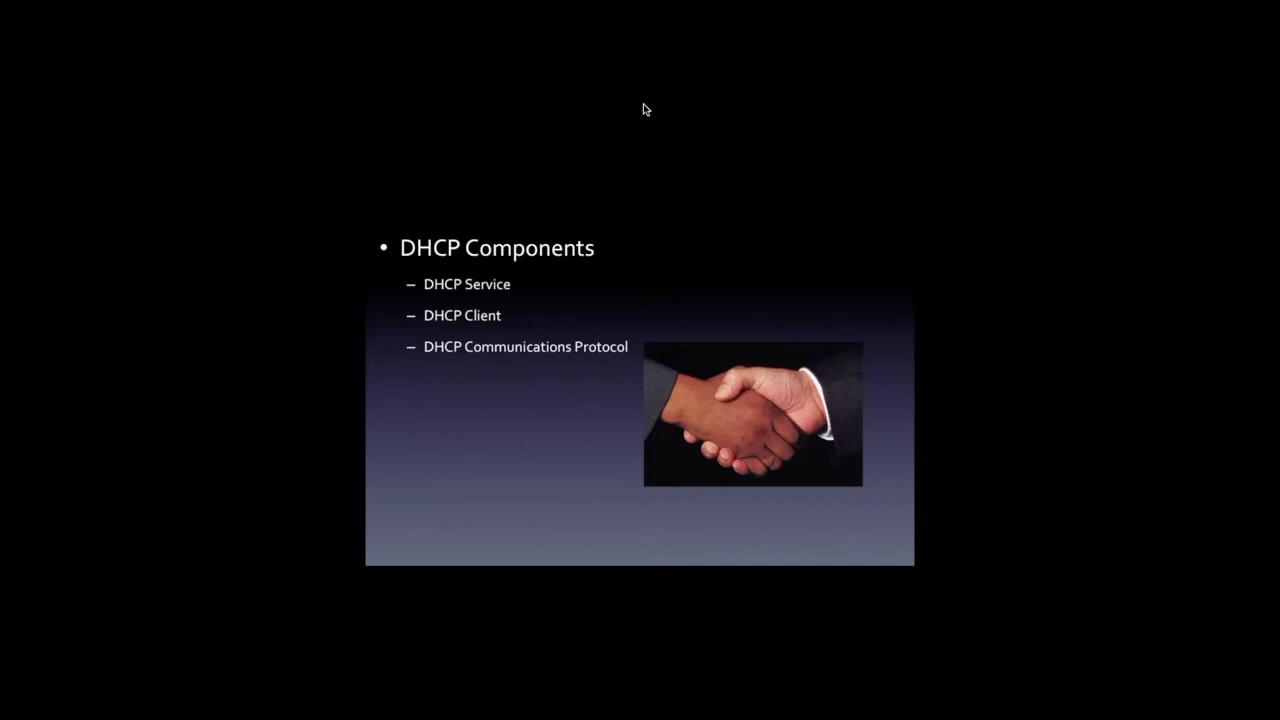 • DHCP Components
– DHCP Service
– DHCP Client
– DHCP Communications Protocol